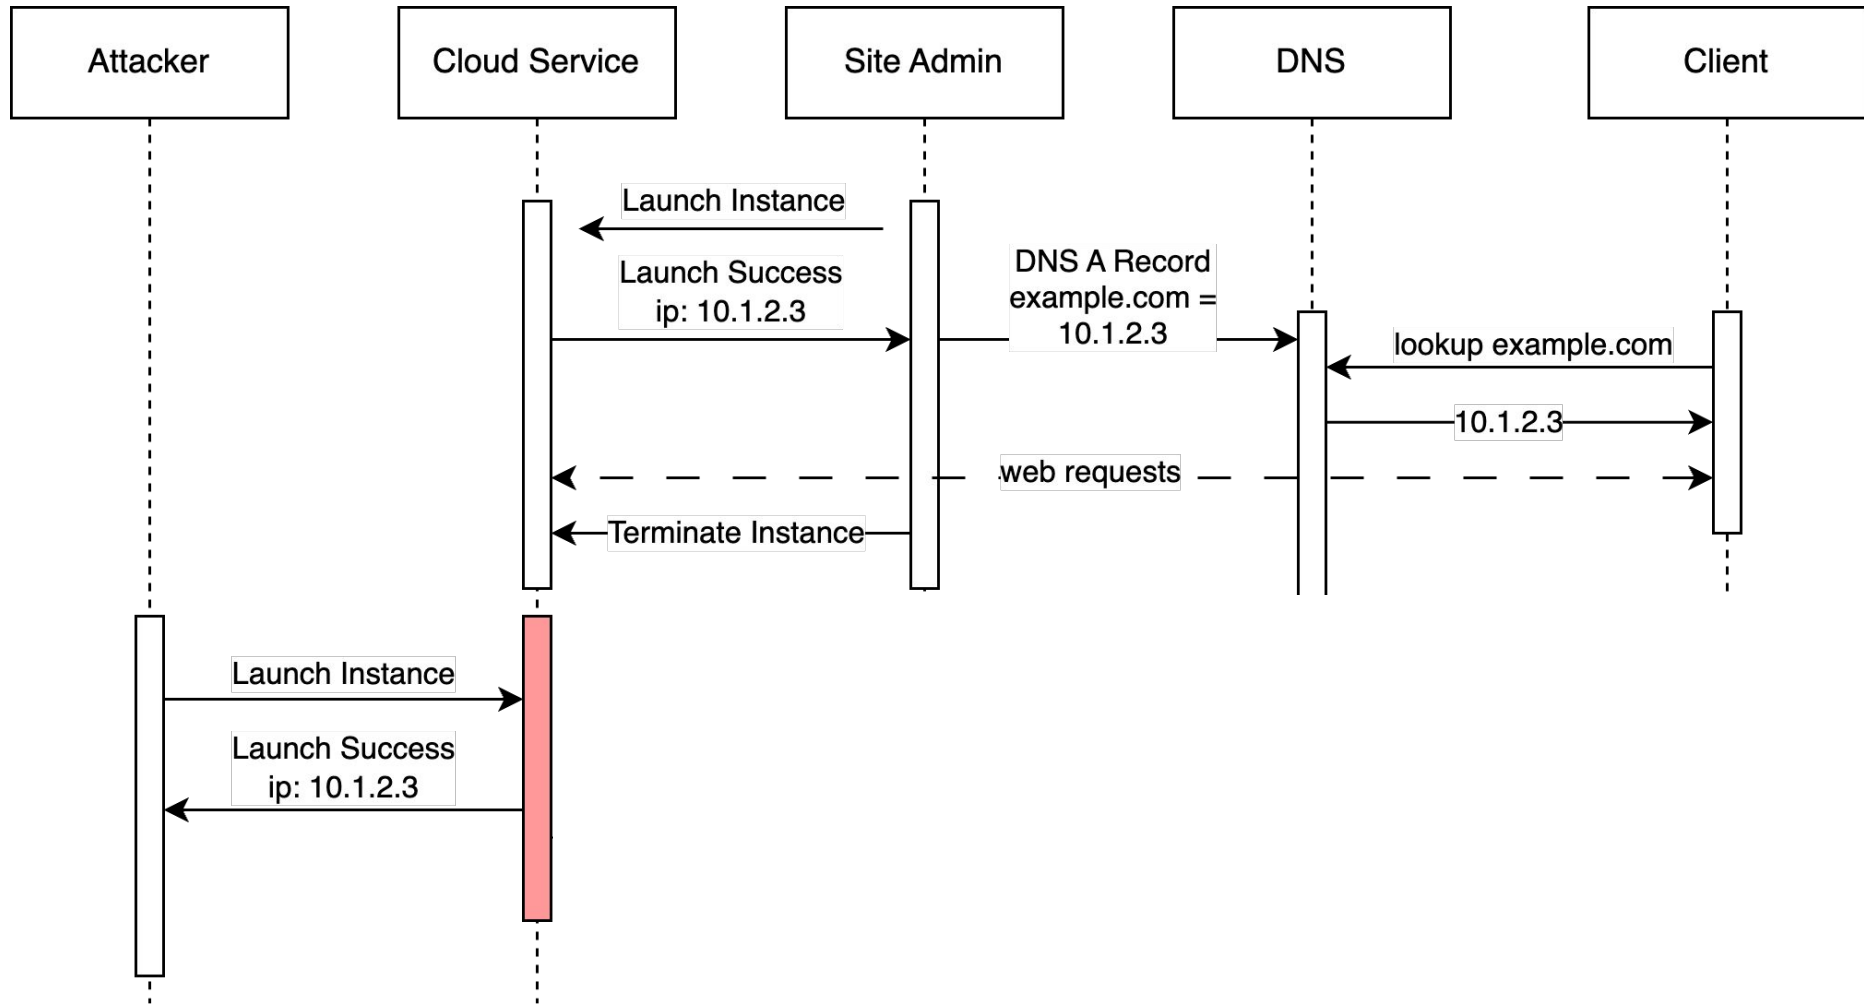 Attacker
Cloud Service
Site Admin
DNS
Client
Launch Instance
Launch Success
ip: 10.1.2.3
DNS A Record
example.com =
10.1.2.3
lookup example.com
10.1.2.3
web requests
Terminate Instance
Launch Instance
Launch Success
ip: 10.1.2.3